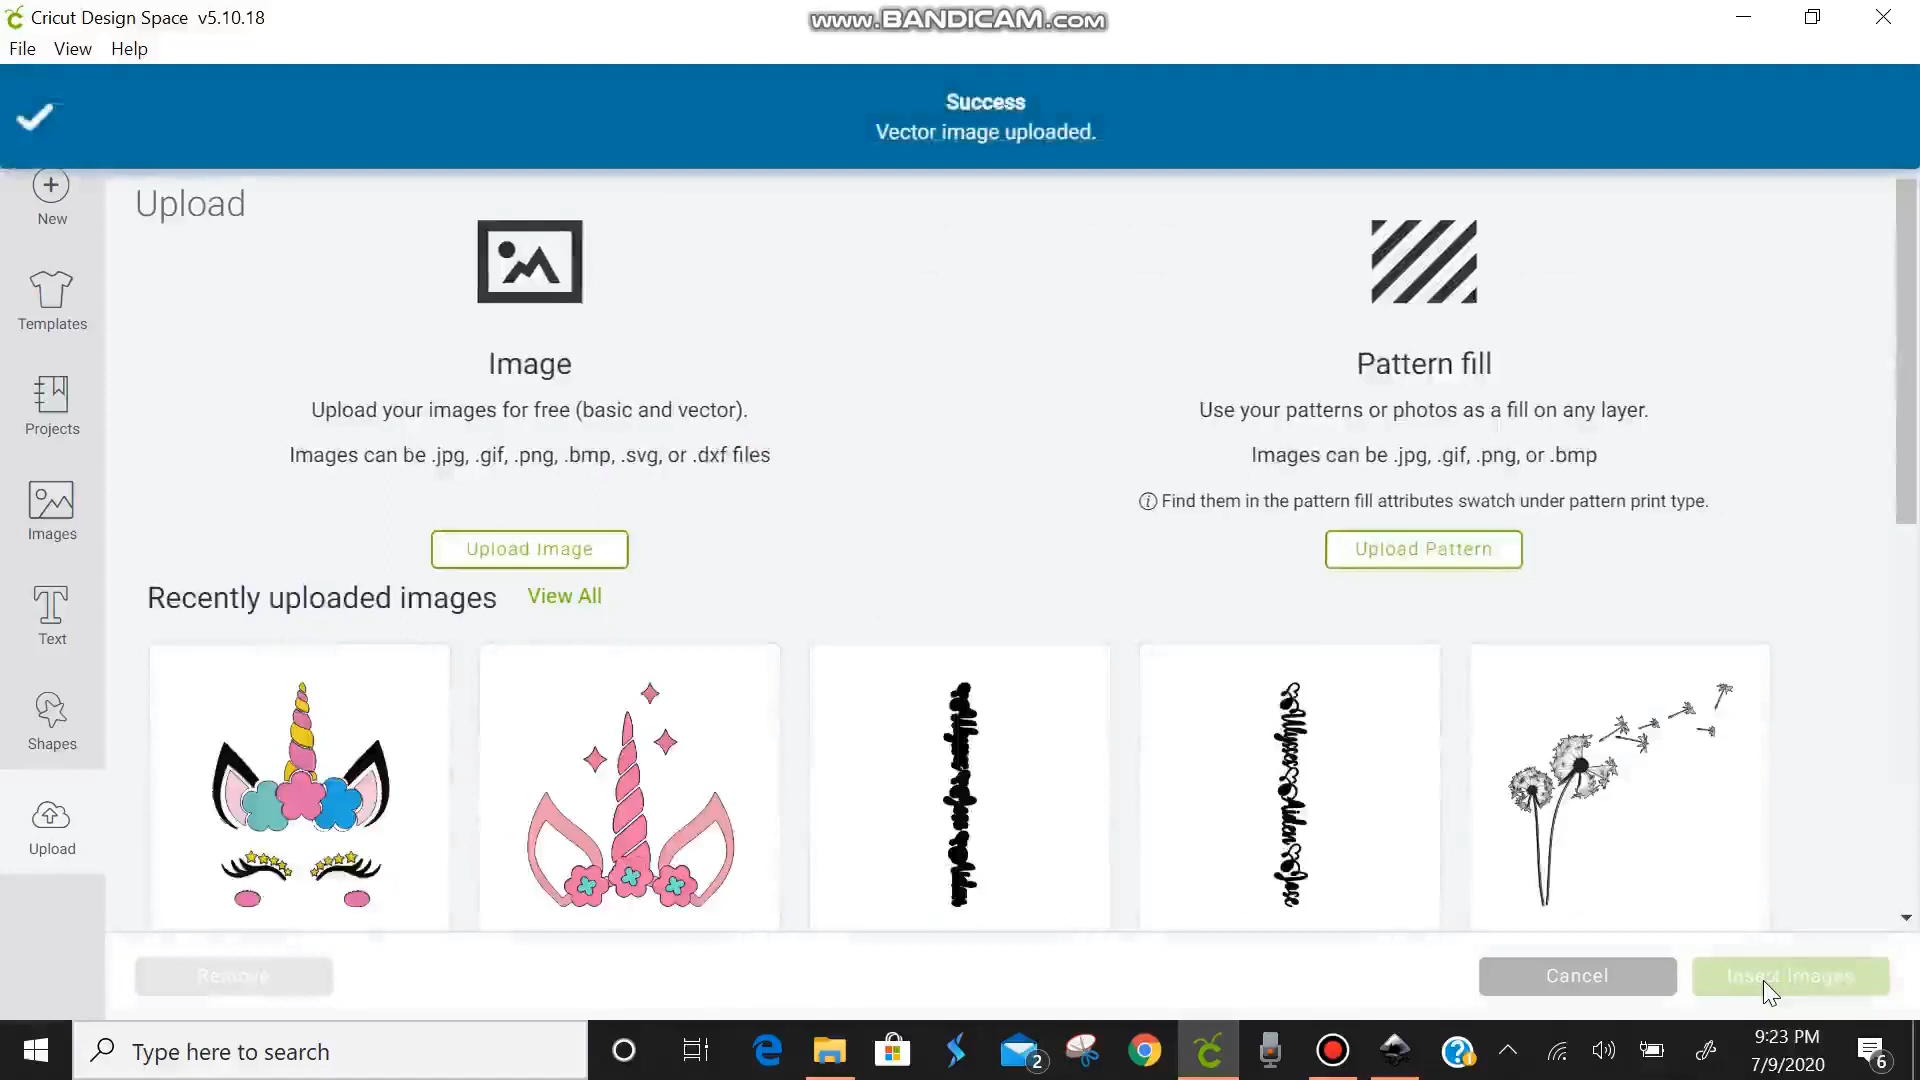 Cricut Design Space v5.10.18
www.BANDICAM.com
File View Help
Success
Vector image uploaded.
New
Templates
Projects
Images
Text
Shapes
Upload
Upload
Image
Upload your images for free (basic and vector).
Images can be .jpg, .gif, .png, .bmp, .svg, or .dxf files
Upload Image
Pattern fill
Use your patterns or photos as a fill on any layer.
Images can be .jpg, .gif, .png, or .bmp
Find them in the pattern fill attributes swatch under pattern print type.
Upload Pattern
Recently uploaded images View All
Remove
Cancel
Insert Images
Type here to search
2
9:23 PM
7/9/2020
6